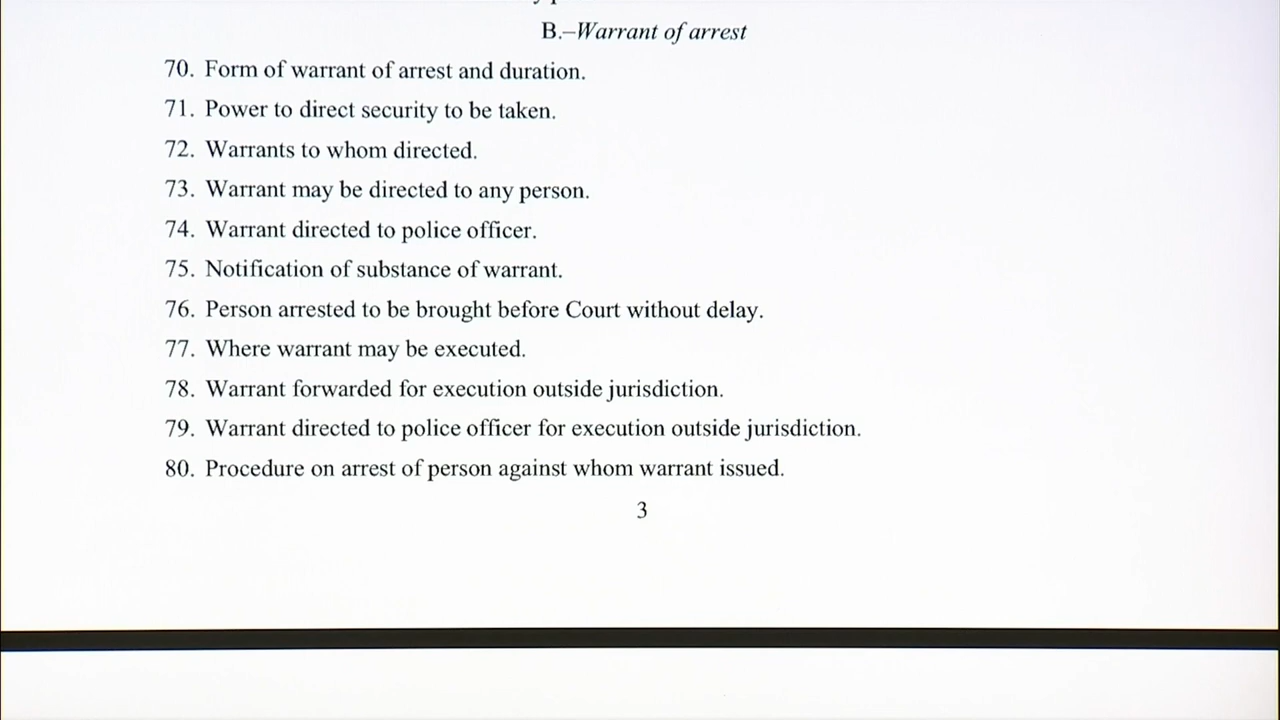 B.–Warrant of arrest
70. Form of warrant of arrest and duration.
71. Power to direct security to be taken.
72. Warrants to whom directed.
73. Warrant may be directed to any person.
74. Warrant directed to police officer.
75. Notification of substance of warrant.
76. Person arrested to be brought before Court without delay.
77. Where warrant may be executed.
78. Warrant forwarded for execution outside jurisdiction.
79. Warrant directed to police officer for execution outside jurisdiction.
80. Procedure on arrest of person against whom warrant issued.
3